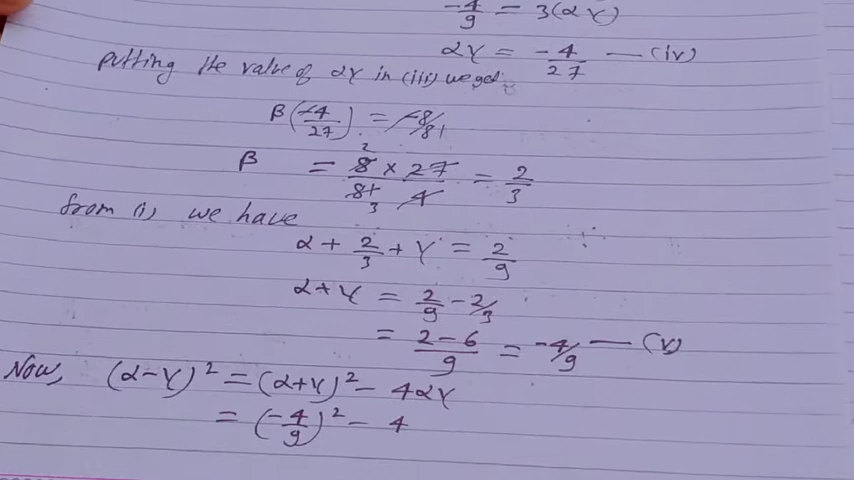 -4/9 = 3(αγ)
αγ = -4/27 — (iv)
putting the value of αγ in (iii) we get
β(-4/27) = -8/81
β = 8 × 27 / 81 4 = 2/3
from (i) we have
α + 2/3 + γ = 2/9
α + γ = 2/9 - 2/3
= 2-6/9 = -4/9 — (v)
Now, (α-γ)² = (α+γ)² - 4αγ
= (-4/9)² - 4